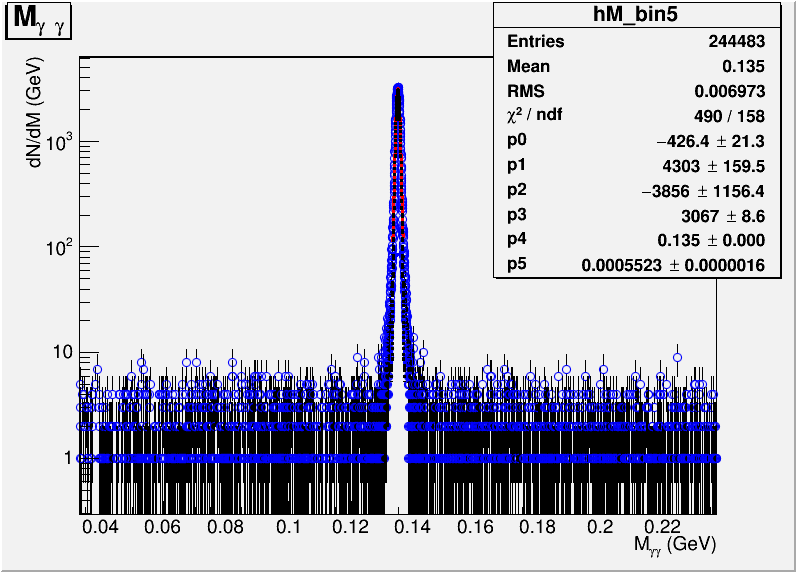 M_γ γ
hM_bin5
Entries 244483
Mean 0.135
RMS 0.006973
χ² / ndf 490 / 158
p0 −426.4 ± 21.3
p1 4303 ± 159.5
p2 −3856 ± 1156.4
p3 3067 ± 8.6
p4 0.135 ± 0.000
p5 0.0005523 ± 0.0000016
dN/dM (GeV)
10³
10²
10
1
0.04 0.06 0.08 0.1 0.12 0.14 0.16 0.18 0.2 0.22
M_γγ (GeV)